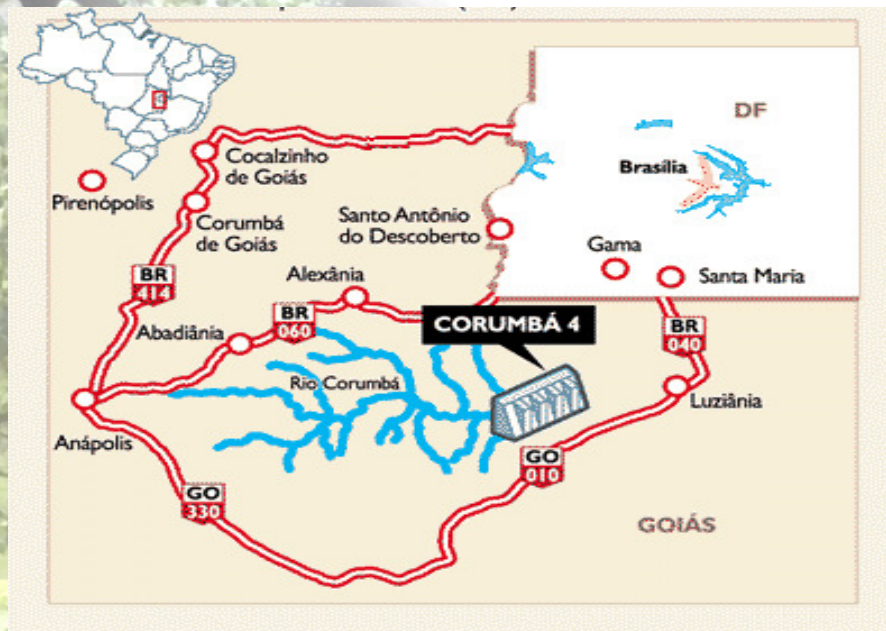 DF
Brasília
Cocalzinho
de Goiás
Pirenópolis
Corumbá
de Goiás
Santo Antônio
do Descoberto
Gama
Santa Maria
BR
414
Alexânia
BR
060
CORUMBÁ 4
BR
040
Abadiânia
Rio Corumbá
Luziânia
Anápolis
GO
010
GO
330
GOIÁS